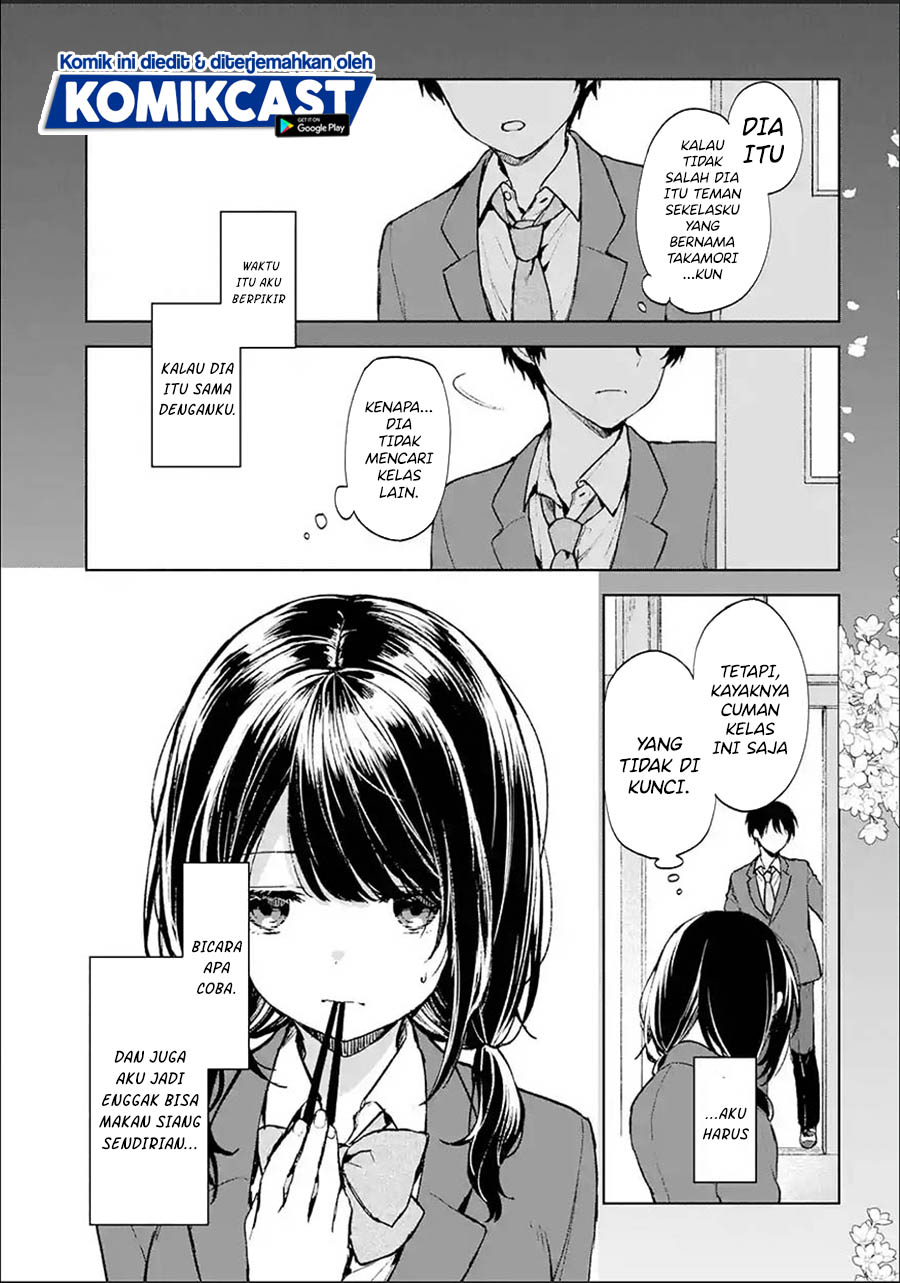 Komik ini diedit & diterjemahkan oleh
KOMIKCAST
GET IT ON
Google Play
DIA
ITU
KALAU
TIDAK
SALAH DIA
ITU TEMAN
SEKELASKU
YANG
BERNAMA
TAKAMORI
...KUN
WAKTU
ITU AKU
BERPIKIR
KALAU DIA
ITU SAMA
DENGANKU.
KENAPA...
DIA
TIDAK
MENCARI
KELAS
LAIN.
TETAPI,
KAYAKNYA
CUMAN
KELAS
INI SAJA
YANG
TIDAK DI
KUNCI.
...AKU
HARUS
BICARA
APA
COBA.
DAN JUGA
AKU JADI
ENGGAK BISA
MAKAN SIANG
SENDIRIAN...